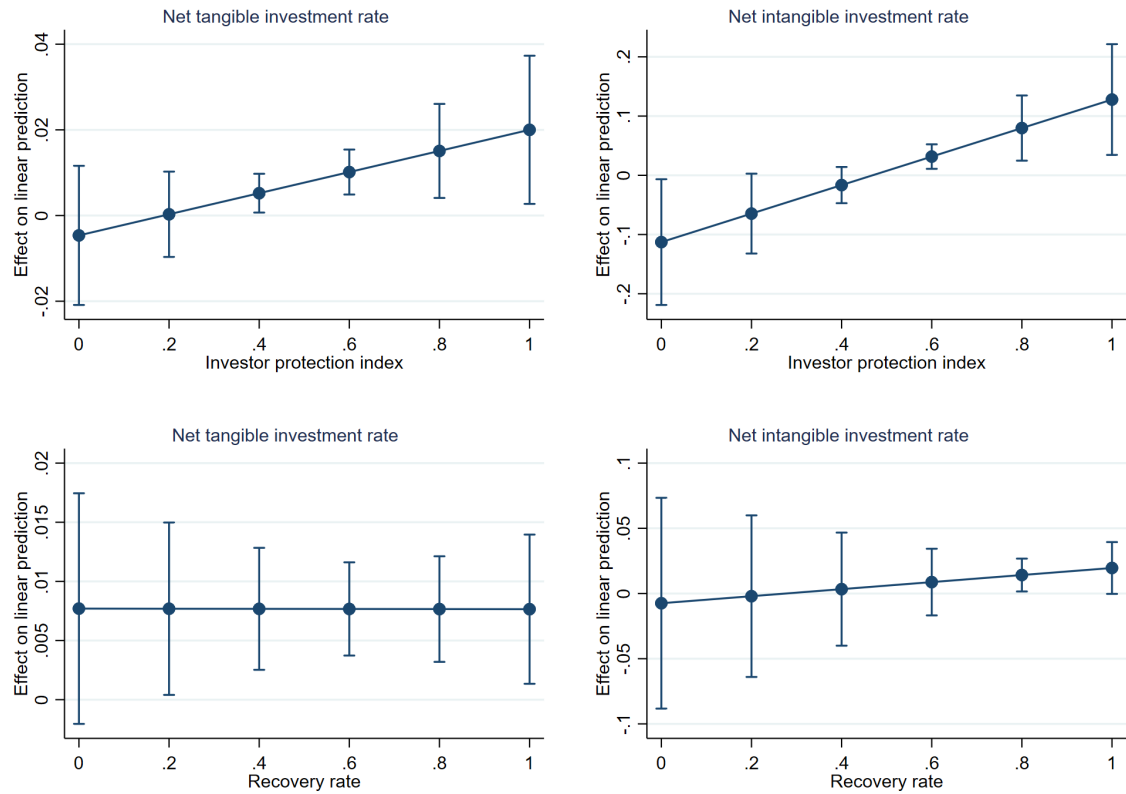 Net tangible investment rate
Effect on linear prediction
.04
.02
0
-.02
0 .2 .4 .6 .8 1
Investor protection index
Net intangible investment rate
Effect on linear prediction
.2
.1
0
-.1
-.2
0 .2 .4 .6 .8 1
Investor protection index
Net tangible investment rate
Effect on linear prediction
.02
.015
.01
.005
0
0 .2 .4 .6 .8 1
Recovery rate
Net intangible investment rate
Effect on linear prediction
.1
.05
0
-.05
-.1
0 .2 .4 .6 .8 1
Recovery rate